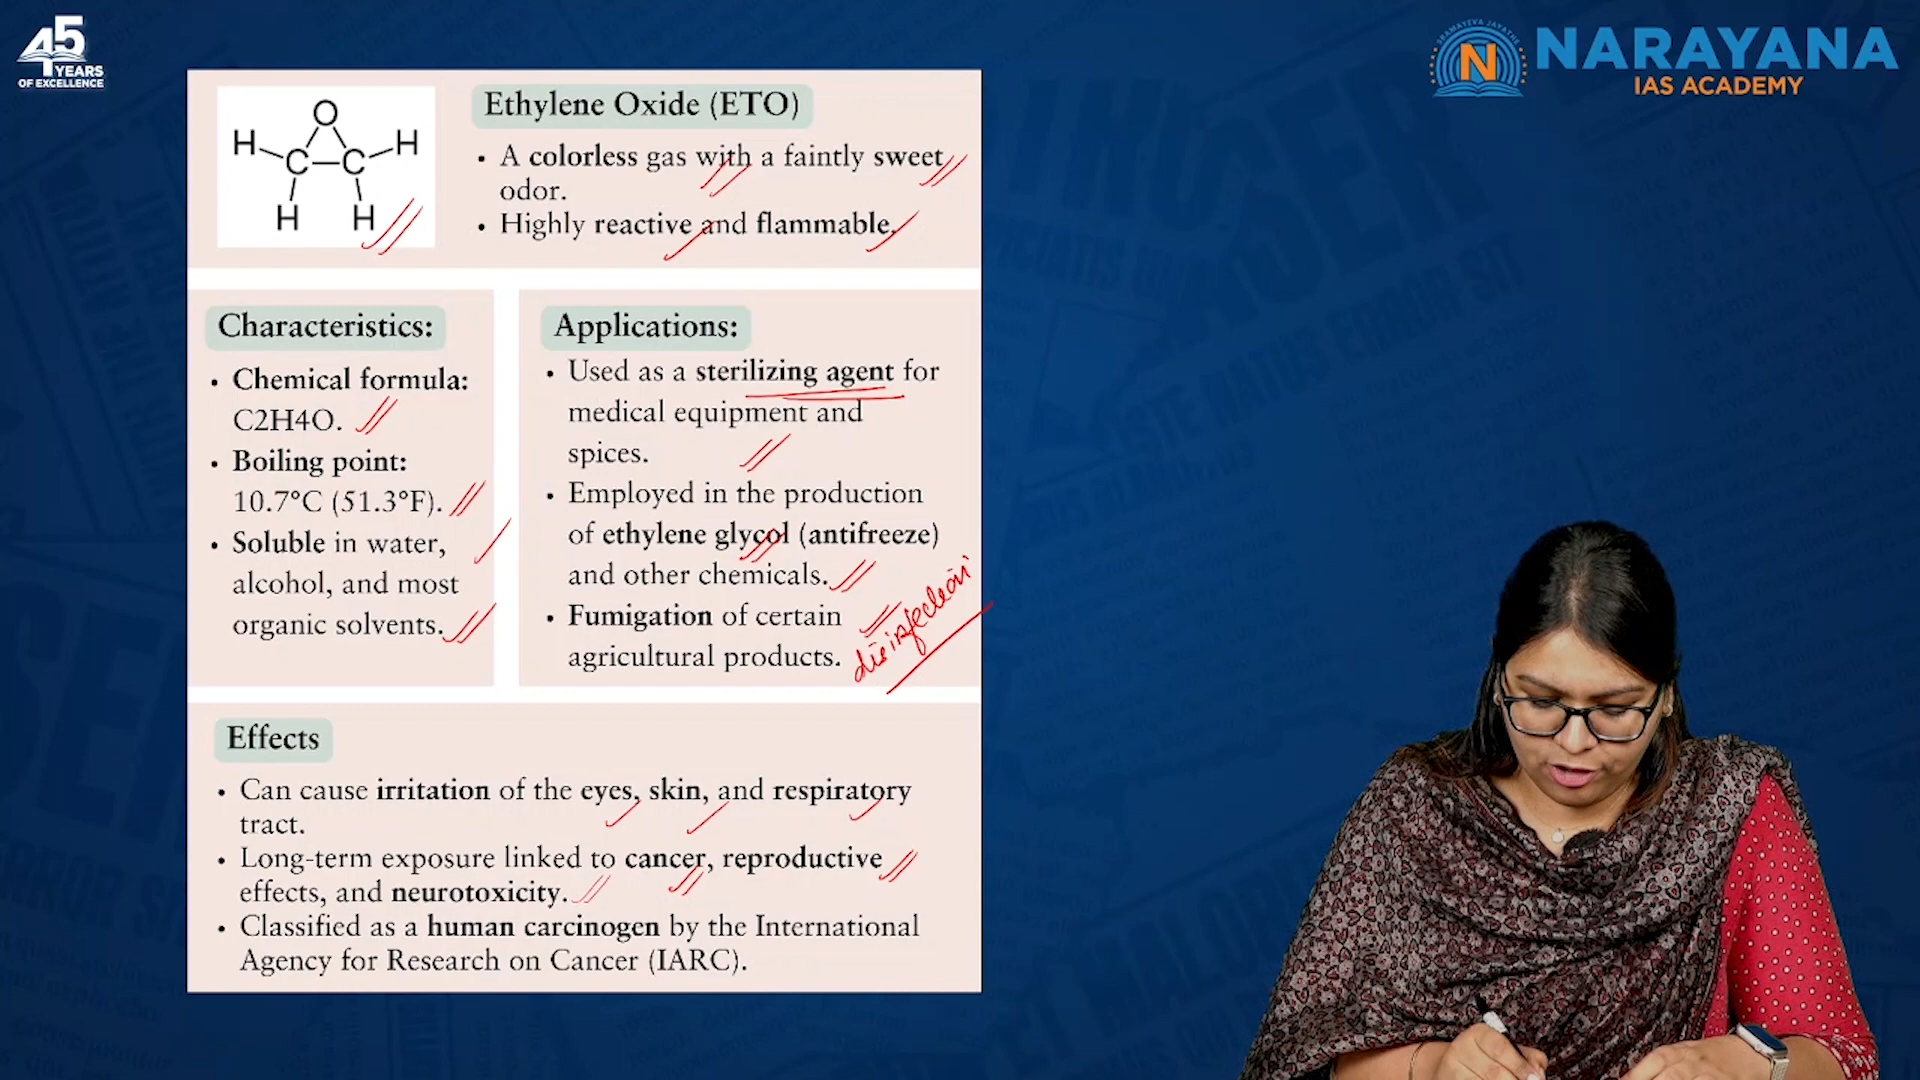 45
YEARS
OF EXCELLENCE
SHRAMAYEVA JAYATHE
N
NARAYANA
IAS ACADEMY
O
H
H
C
C
H
H
Ethylene Oxide (ETO)
• A colorless gas with a faintly sweet
odor.
• Highly reactive and flammable.
Characteristics:
• Chemical formula:
C2H4O.
• Boiling point:
10.7°C (51.3°F).
• Soluble in water,
alcohol, and most
organic solvents.
Applications:
• Used as a sterilizing agent for
medical equipment and
spices.
• Employed in the production
of ethylene glycol (antifreeze)
and other chemicals.
• Fumigation of certain
agricultural products.
disinfection
Effects
• Can cause irritation of the eyes, skin, and respiratory
tract.
• Long-term exposure linked to cancer, reproductive
effects, and neurotoxicity.
• Classified as a human carcinogen by the International
Agency for Research on Cancer (IARC).